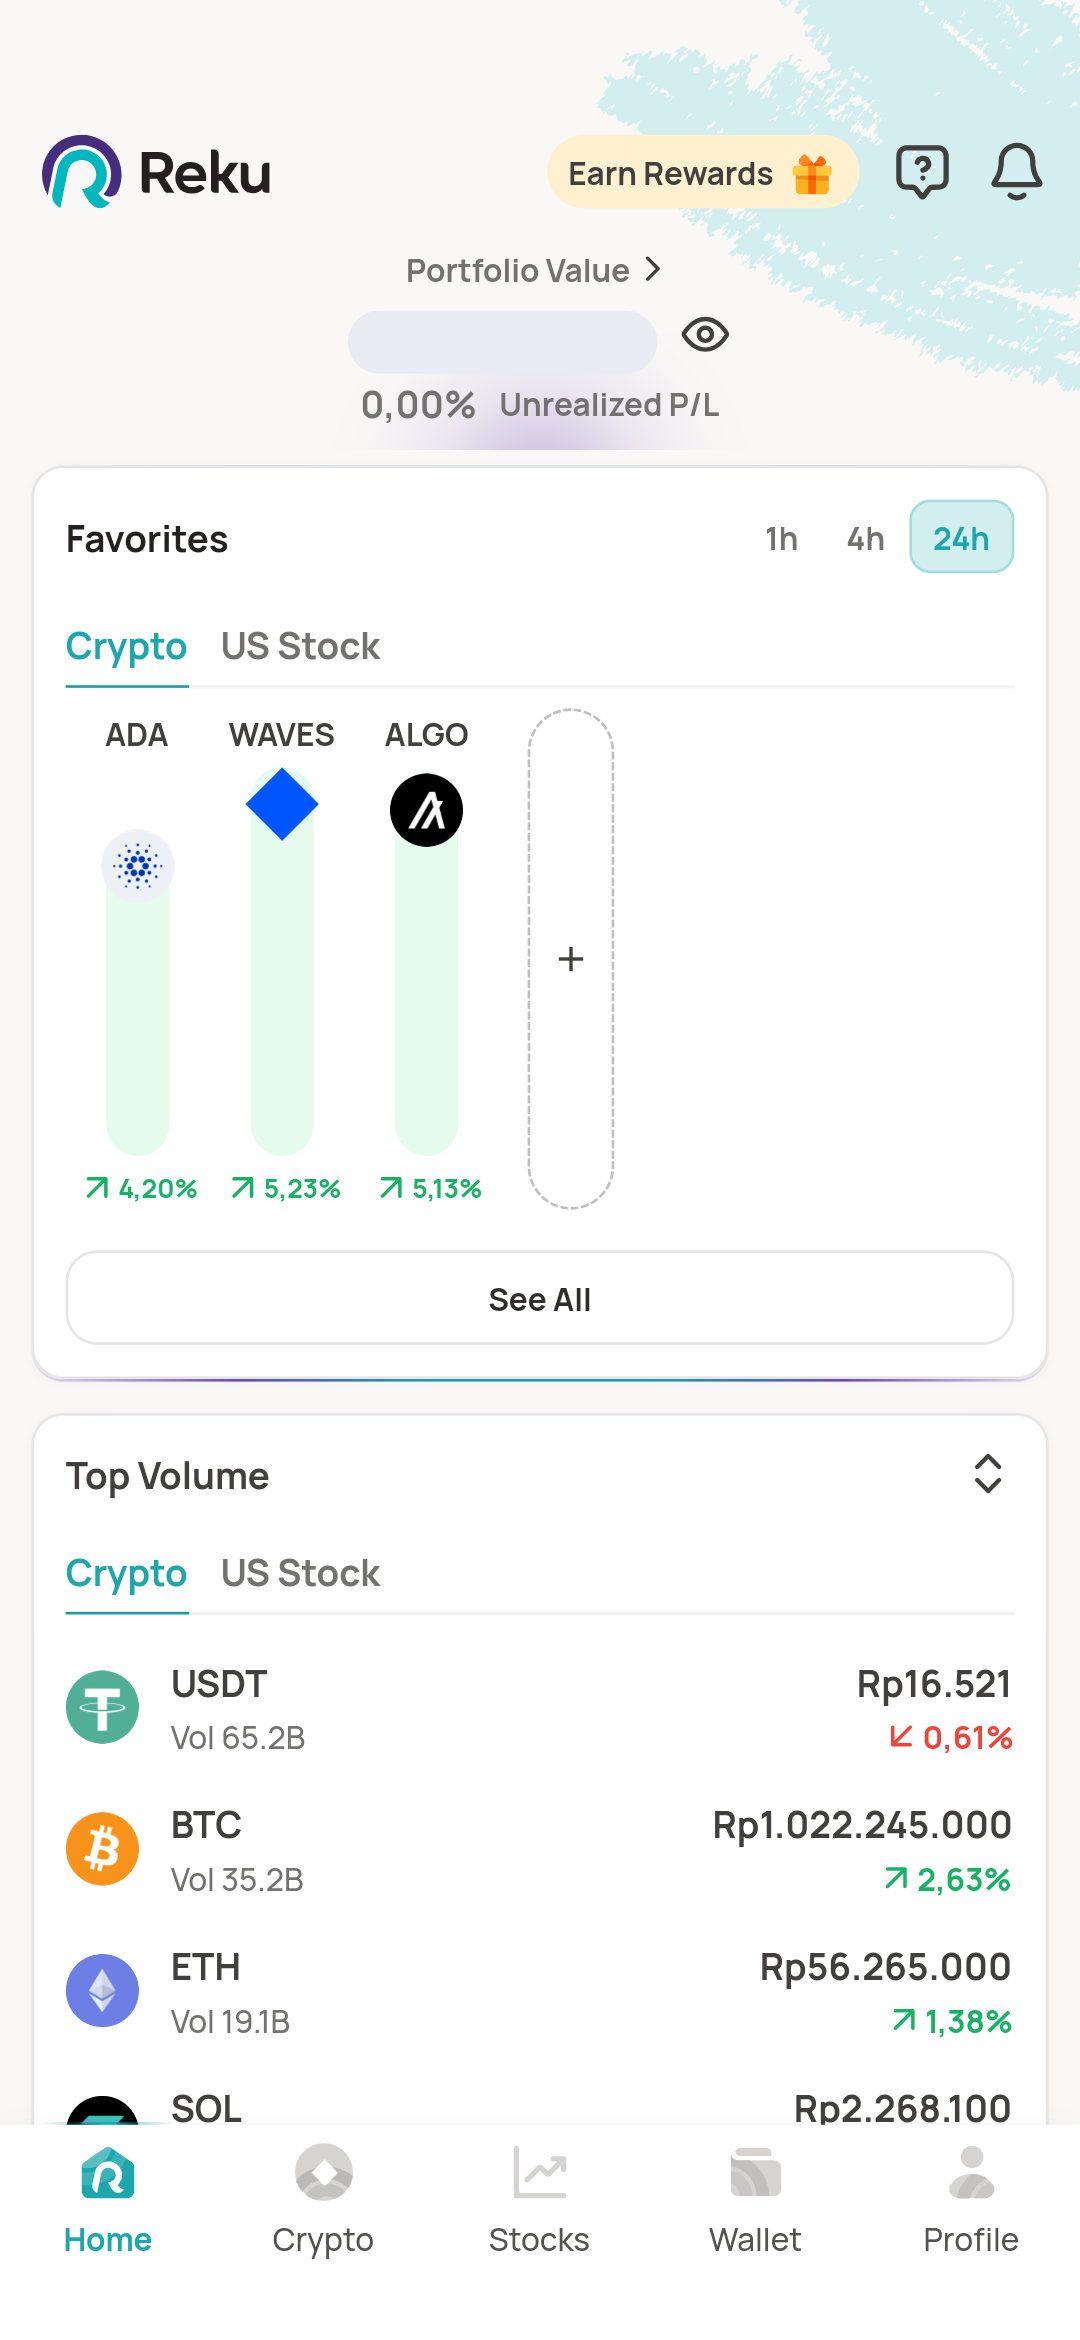 Reku
Earn Rewards
Portfolio Value
0,00% Unrealized P/L
Favorites
1h 4h 24h
Crypto US Stock
ADA WAVES ALGO
4,20% 5,23% 5,13%
See All
Top Volume
Crypto US Stock
USDT Rp16.521
Vol 65.2B 0,61%
BTC Rp1.022.245.000
Vol 35.2B 2,63%
ETH Rp56.265.000
Vol 19.1B 1,38%
SOL Rp2.268.100
Home Crypto Stocks Wallet Profile